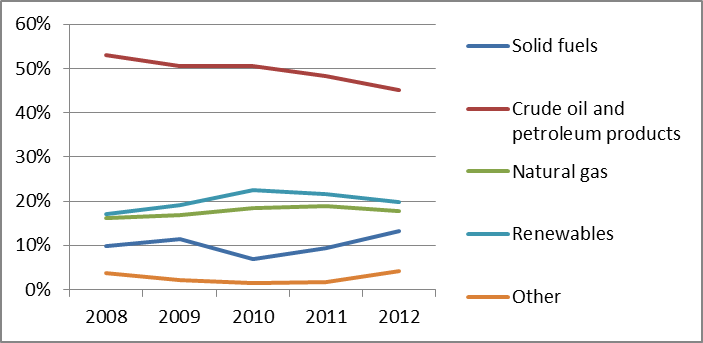 60%
50%
40%
30%
20%
10%
0%
2008 2009 2010 2011 2012
Solid fuels
Crude oil and
petroleum products
Natural gas
Renewables
Other